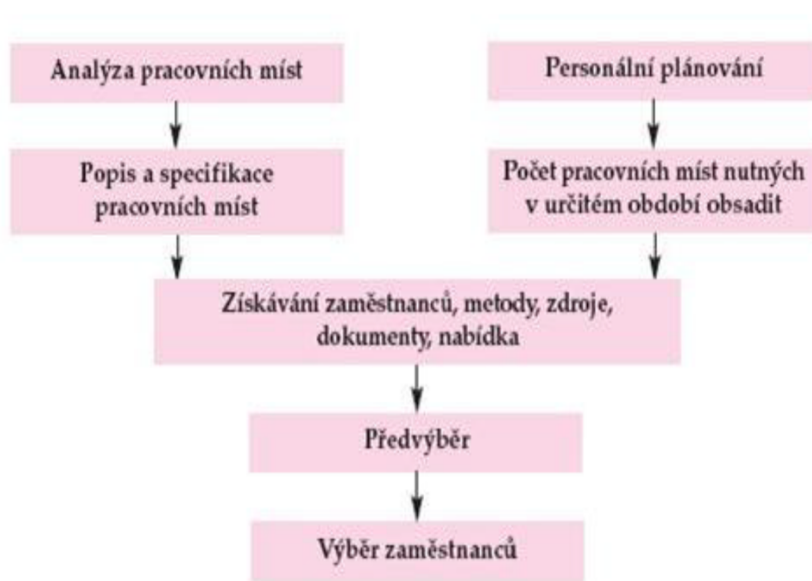 Analýza pracovních míst
Personální plánování
Popis a specifikace
pracovních míst
Počet pracovních míst nutných
v určitém období obsadit
Získávání zaměstnanců, metody, zdroje,
dokumenty, nabídka
Předvýběr
Výběr zaměstnanců